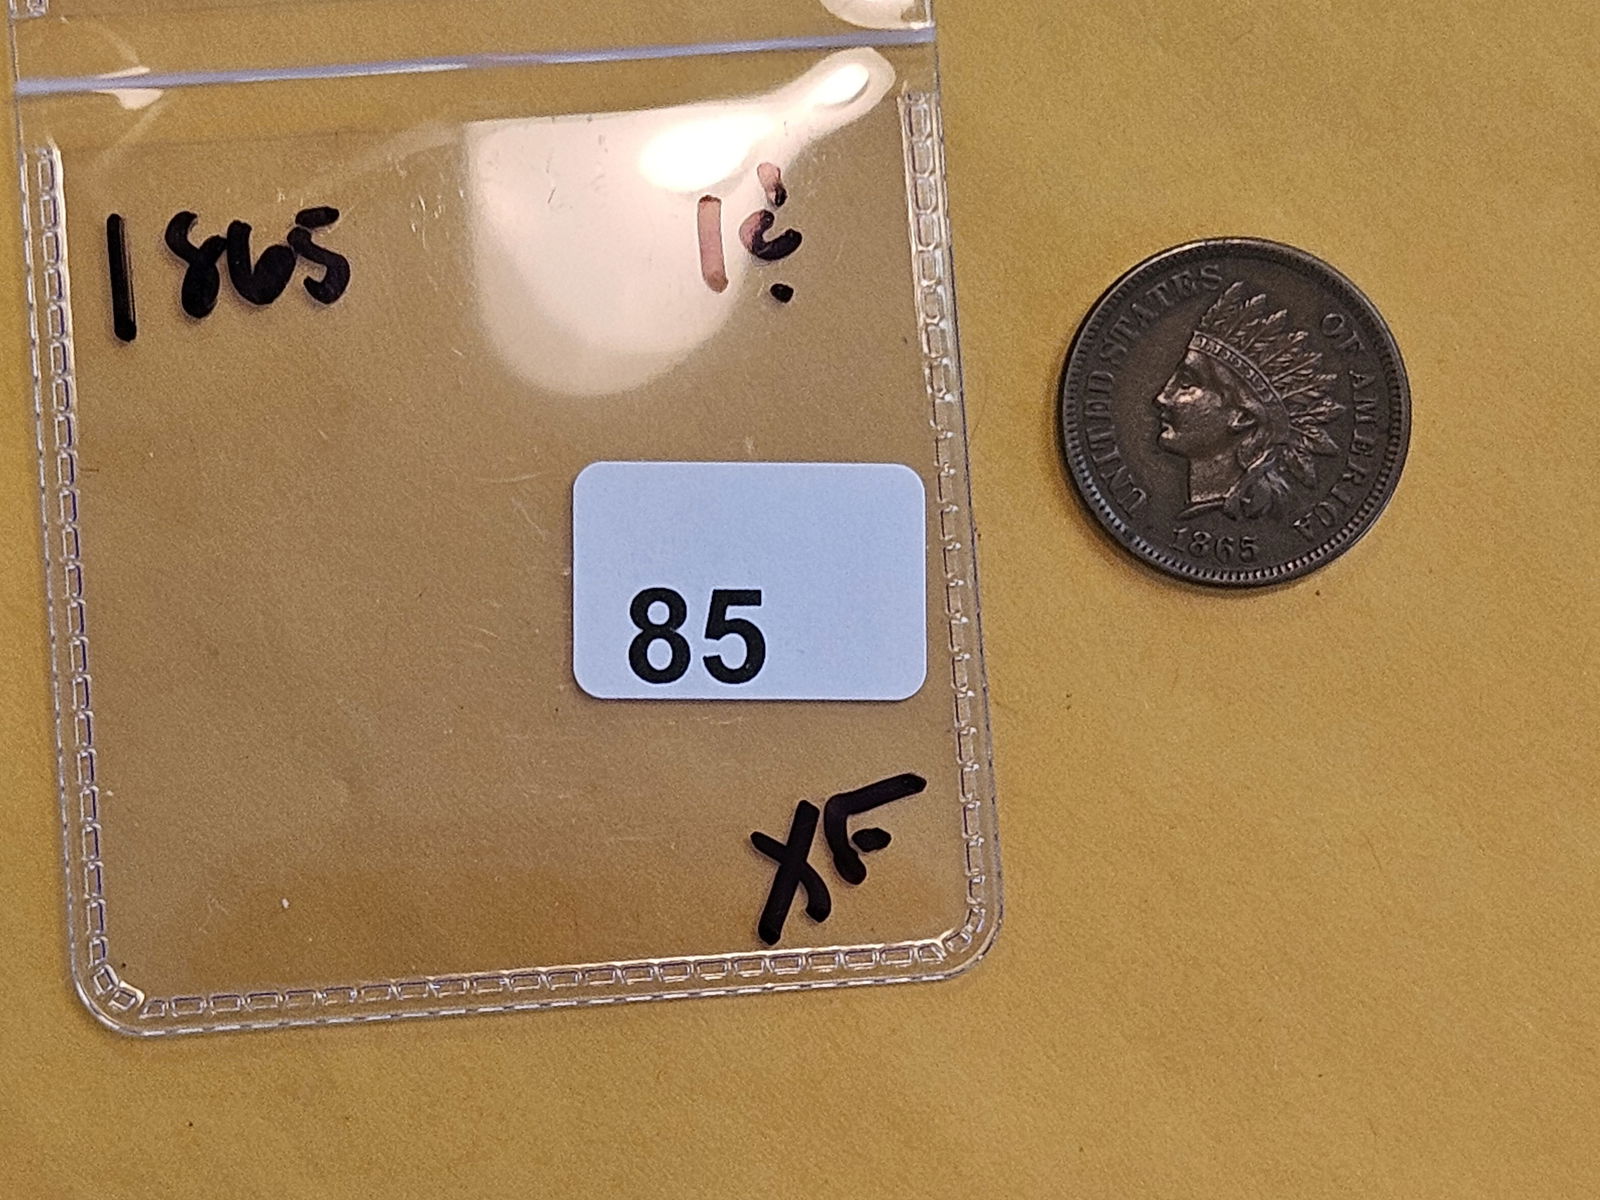 1865 1¢
85
XF
UNITED STATES OF AMERICA
1865